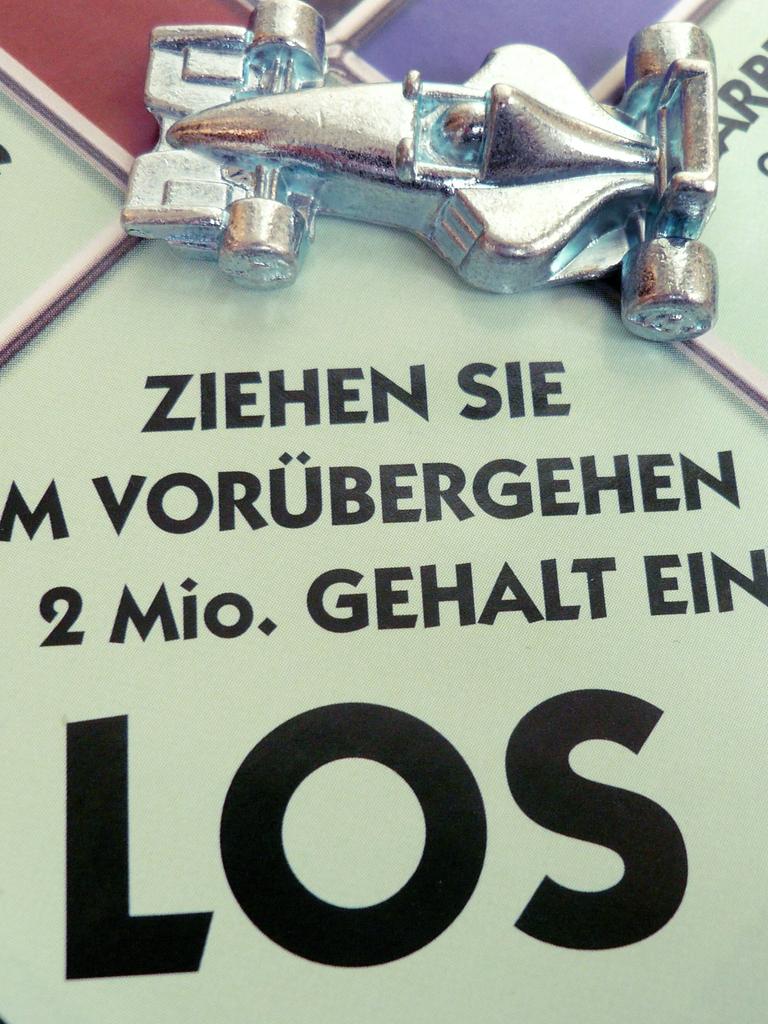 ZIEHEN SIE
M VORÜBERGEHEN
2 Mio. GEHALT EIN
LOS